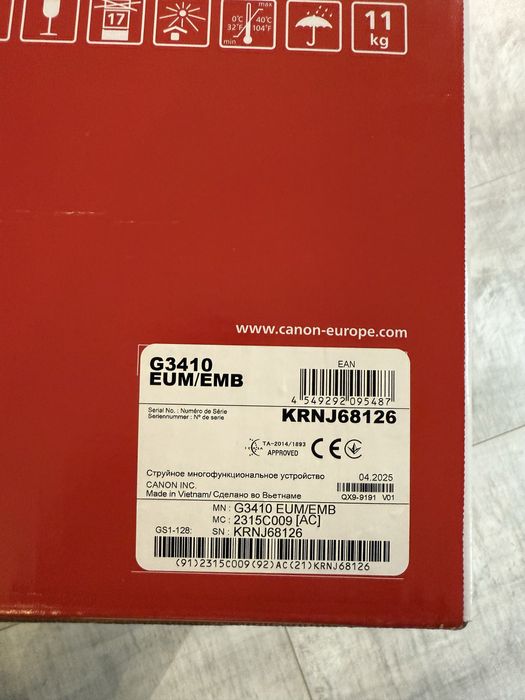 17
max
0°C 40°C
32°F 104°F
min
11
kg
www.canon-europe.com
G3410
EUM/EMB
EAN
4 549292 095487
Serial No. : Numéro de Série
Seriennummer : Nº de serie
KRNJ68126
TA-2014/1893
APPROVED
CE
Струйное многофункциональное устройство
04.2025
CANON INC.
Made in Vietnam/ Сделано во Вьетнаме
QX9-9191 V01
MN : G3410 EUM/EMB
MC : 2315C009 [AC]
GS1-128: SN : KRNJ68126
(91)2315C009(92)AC(21)KRNJ68126